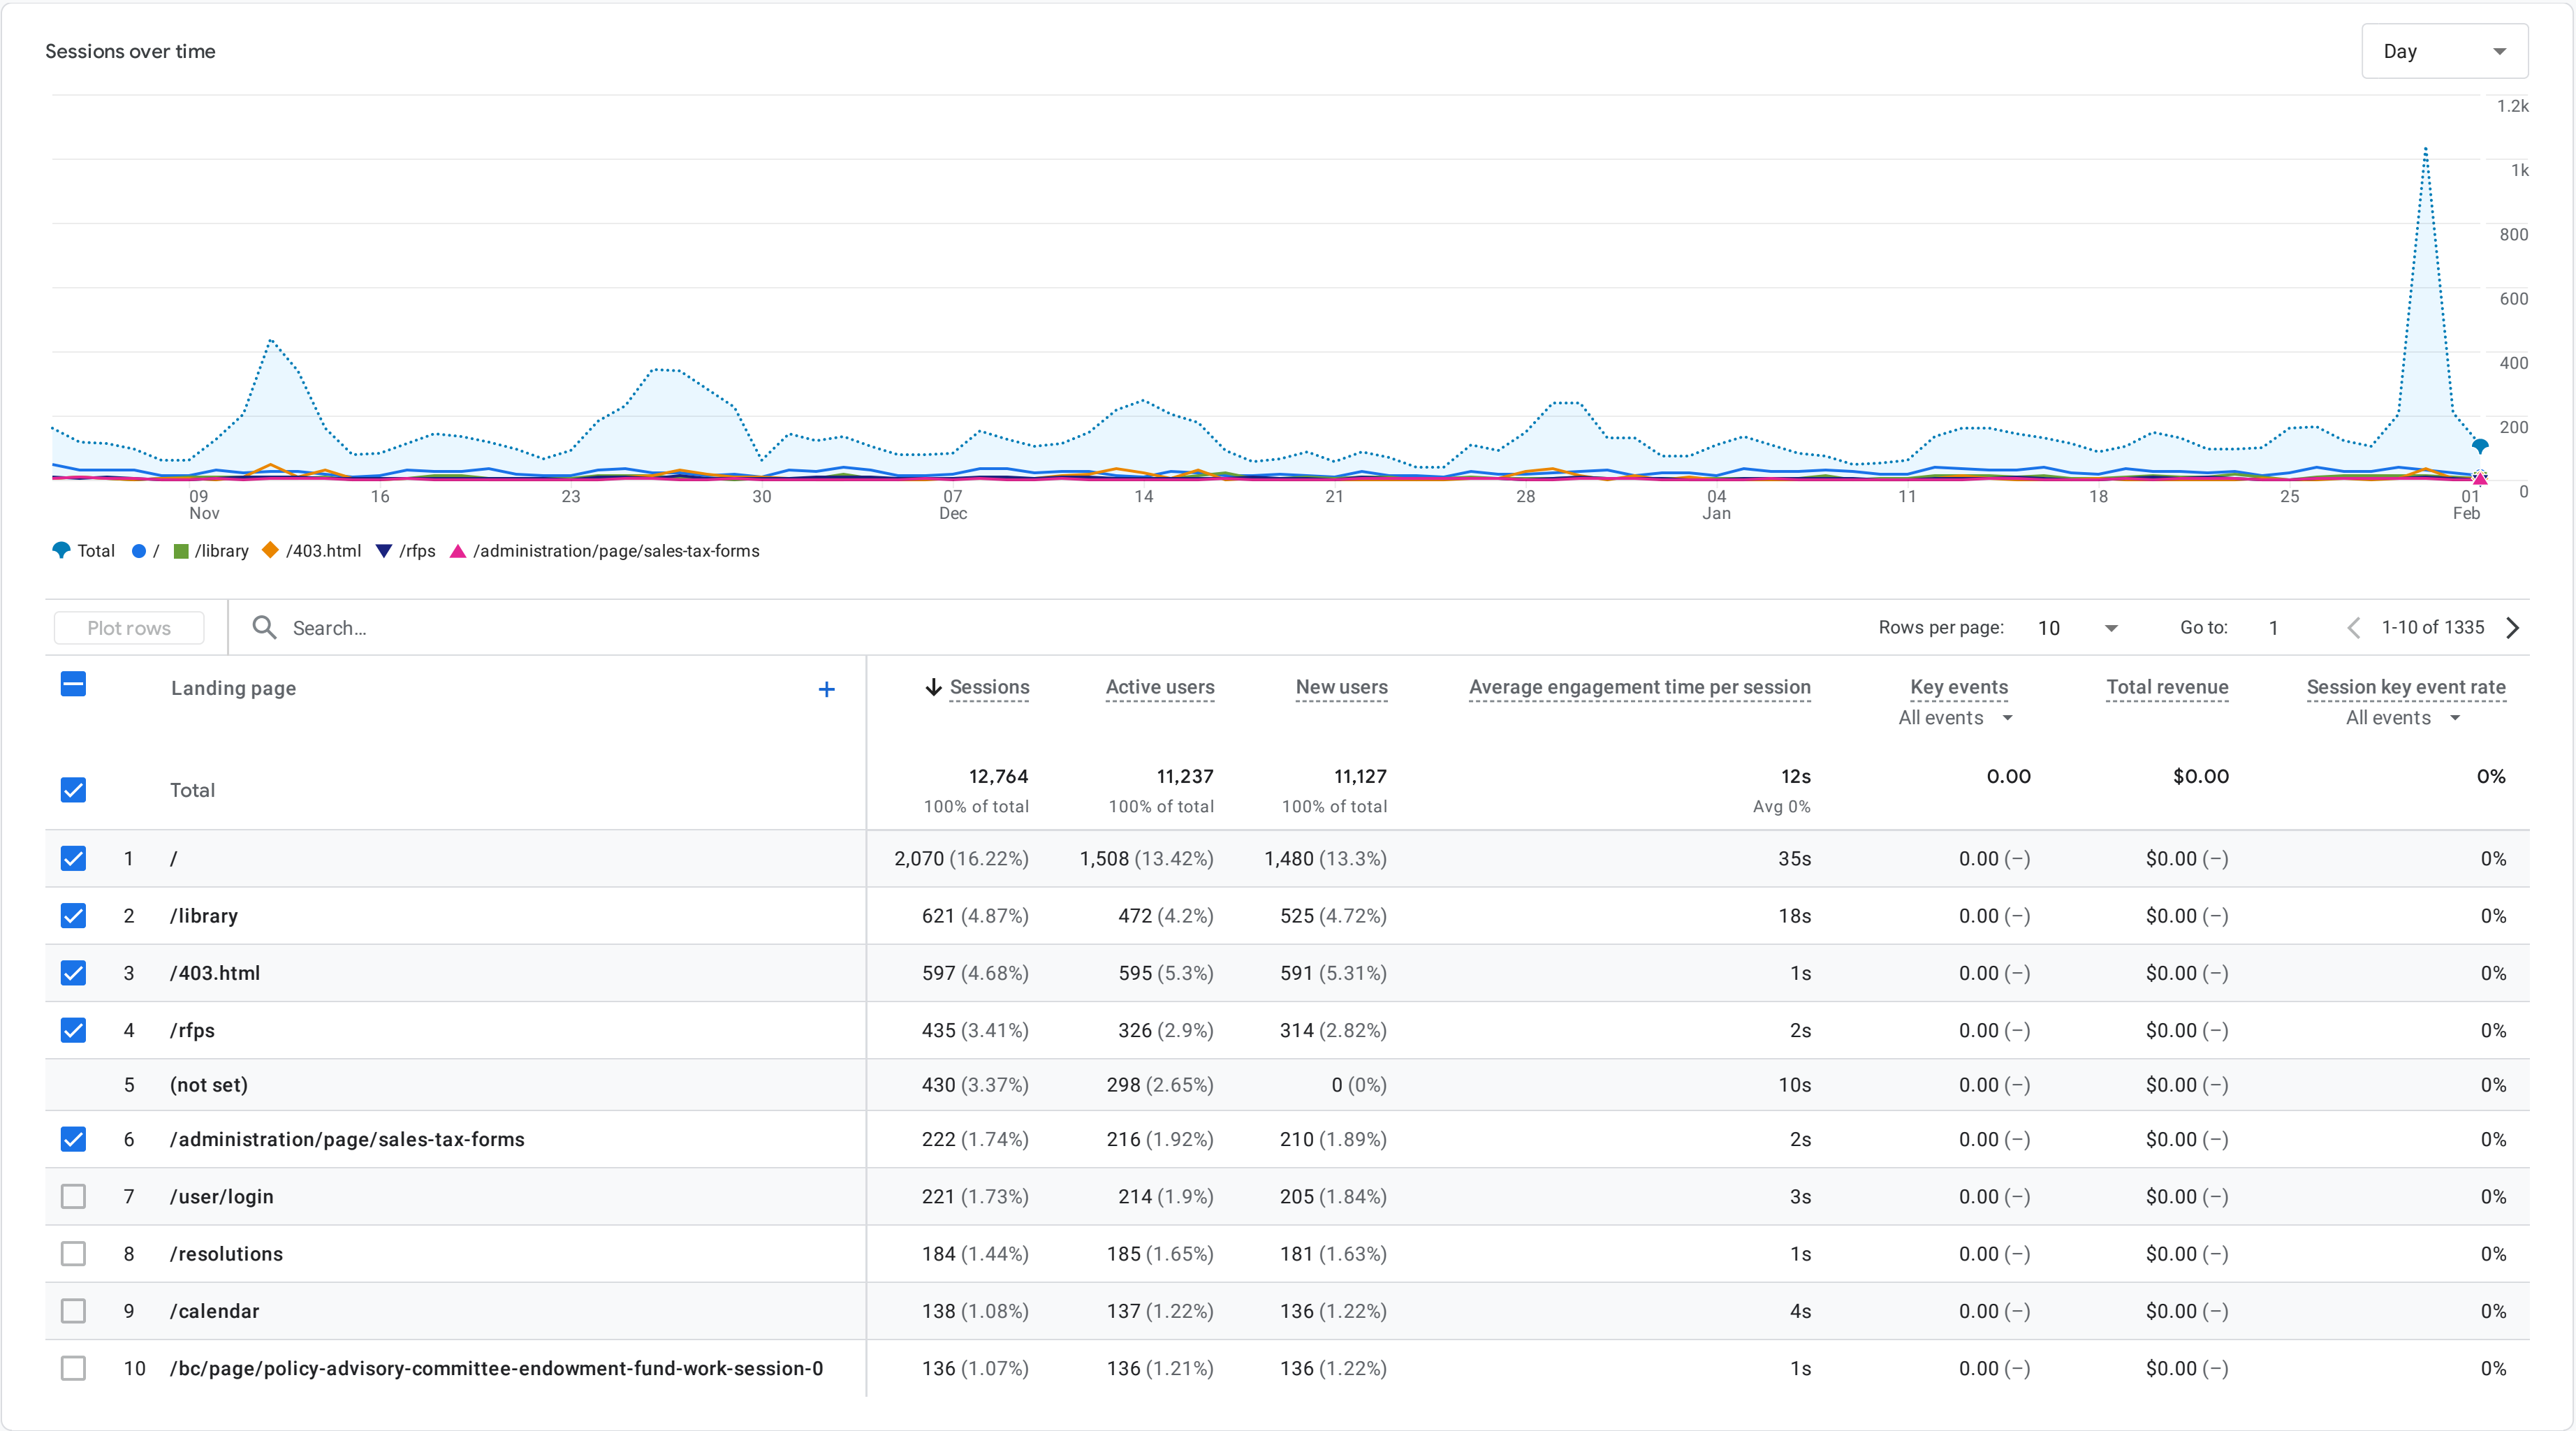 Sessions over time
Day
1.2k
1k
800
600
400
200
0
09 16 23 30 07 14 21 28 04 11 18 25 01
Nov Dec Jan Feb
Total / /library /403.html /rfps /administration/page/sales-tax-forms
Plot rows Search… Rows per page: 10 Go to: 1 1-10 of 1335
Landing page + Sessions Active users New users Average engagement time per session Key events Total revenue Session key event rate
All events All events
Total 12,764 11,237 11,127 12s 0.00 $0.00 0%
100% of total 100% of total 100% of total Avg 0%
1 / 2,070 (16.22%) 1,508 (13.42%) 1,480 (13.3%) 35s 0.00 (–) $0.00 (–) 0%
2 /library 621 (4.87%) 472 (4.2%) 525 (4.72%) 18s 0.00 (–) $0.00 (–) 0%
3 /403.html 597 (4.68%) 595 (5.3%) 591 (5.31%) 1s 0.00 (–) $0.00 (–) 0%
4 /rfps 435 (3.41%) 326 (2.9%) 314 (2.82%) 2s 0.00 (–) $0.00 (–) 0%
5 (not set) 430 (3.37%) 298 (2.65%) 0 (0%) 10s 0.00 (–) $0.00 (–) 0%
6 /administration/page/sales-tax-forms 222 (1.74%) 216 (1.92%) 210 (1.89%) 2s 0.00 (–) $0.00 (–) 0%
7 /user/login 221 (1.73%) 214 (1.9%) 205 (1.84%) 3s 0.00 (–) $0.00 (–) 0%
8 /resolutions 184 (1.44%) 185 (1.65%) 181 (1.63%) 1s 0.00 (–) $0.00 (–) 0%
9 /calendar 138 (1.08%) 137 (1.22%) 136 (1.22%) 4s 0.00 (–) $0.00 (–) 0%
10 /bc/page/policy-advisory-committee-endowment-fund-work-session-0 136 (1.07%) 136 (1.21%) 136 (1.22%) 1s 0.00 (–) $0.00 (–) 0%